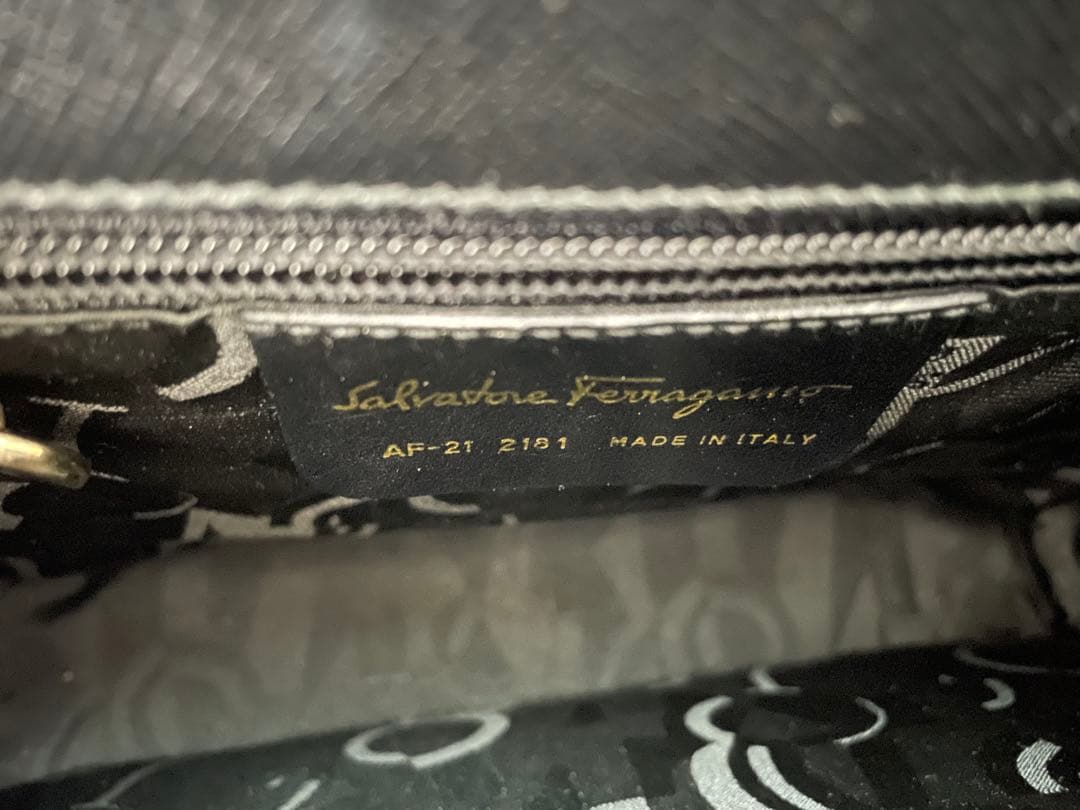 Salvatore Ferragamo
AF-21 2181 MADE IN ITALY